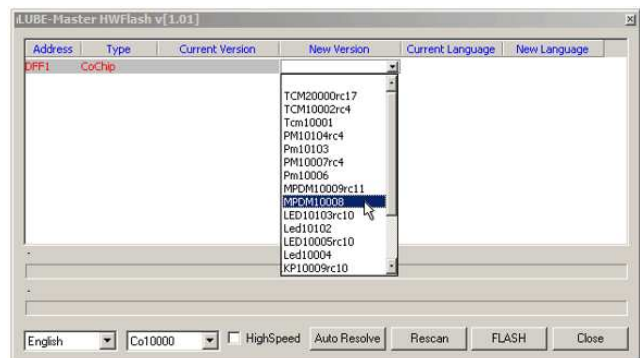 iLUBE-Master HWFlash v[1.01]
Address Type Current Version New Version Current Language New Language
DFF1 CoChip
TCM20000rc17
TCM10002rc4
Tcm10001
PM10104rc4
Pm10103
PM10007rc4
Pm10006
MPDM10009rc11
MPDM10008
LED10103rc10
Led10102
LED10005rc10
Led10004
KP10009rc10
-
-
English Co10000 HighSpeed Auto Resolve Rescan FLASH Close